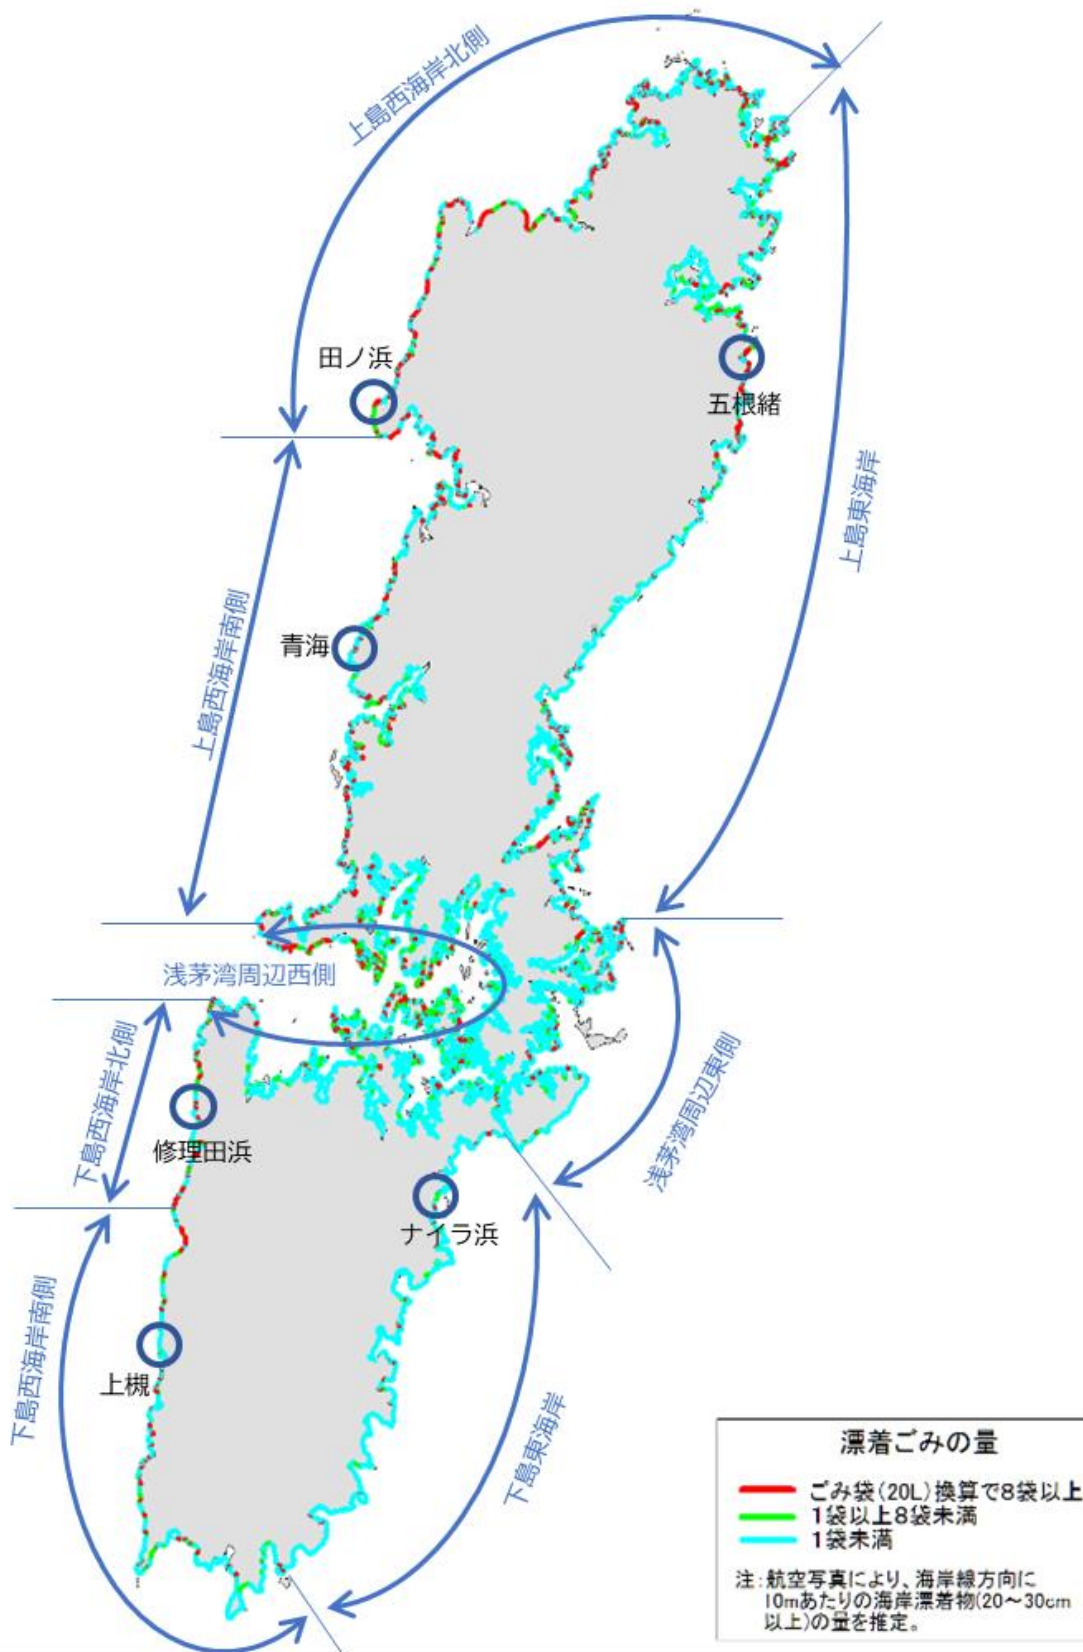 上島西海岸北側
田ノ浜
五根緒
上島東海岸
青海
上島西海岸南側
浅茅湾周辺西側
下島西海岸北側
修理田浜
浅茅湾周辺東側
ナイラ浜
下島西海岸南側
上槻
下島東海岸
漂着ごみの量
ごみ袋(20L)換算で8袋以上
1袋以上8袋未満
1袋未満
注:航空写真により、海岸線方向に
10mあたりの海岸漂着物(20～30cm
以上)の量を推定。